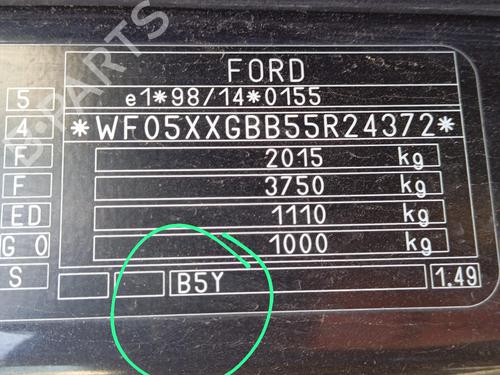 B-PARTS
FORD
5 e1*98/14*0155
4 *WF05XXGBB55R24372*
F 2015 kg
F 3750 kg
ED 1110 kg
G 0 1000 kg
S B5Y 1.49